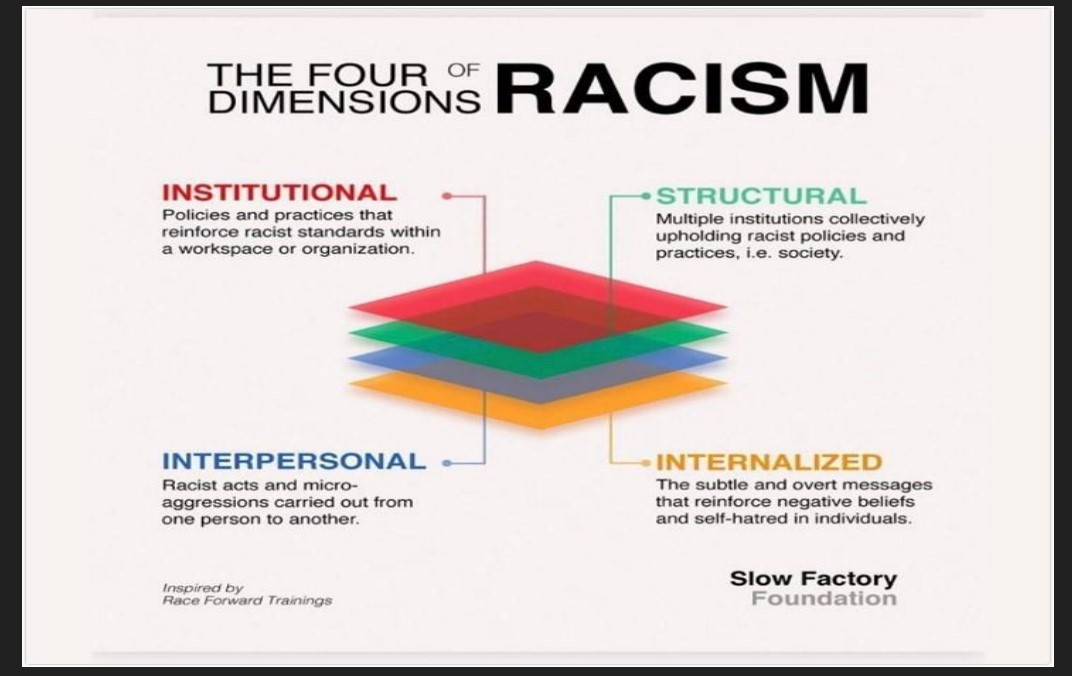 THE FOUR OF
DIMENSIONS RACISM
INSTITUTIONAL
Policies and practices that
reinforce racist standards within
a workspace or organization.
STRUCTURAL
Multiple institutions collectively
upholding racist policies and
practices, i.e. society.
INTERPERSONAL
Racist acts and micro-
aggressions carried out from
one person to another.
INTERNALIZED
The subtle and overt messages
that reinforce negative beliefs
and self-hatred in individuals.
Inspired by
Race Forward Trainings
Slow Factory
Foundation